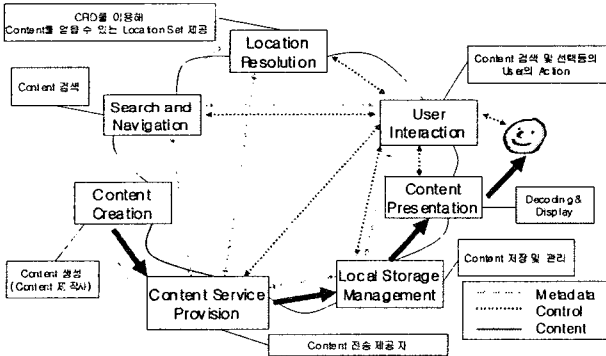 CRID를 이용해
Content를 얻을 수 있는 Location Set 제공
Location
Resolution
Content 검색 및 선택등의
User의 Action
Content 검색
Search and
Navigation
User
Interaction
Content
Creation
Content
Presentation
Decoding &
Display
Content 생성
(Content 제작사)
Content Service
Provision
Local Storage
Management
Content 저장 및 관리
Metadata
Control
Content
Content 전송 제공자